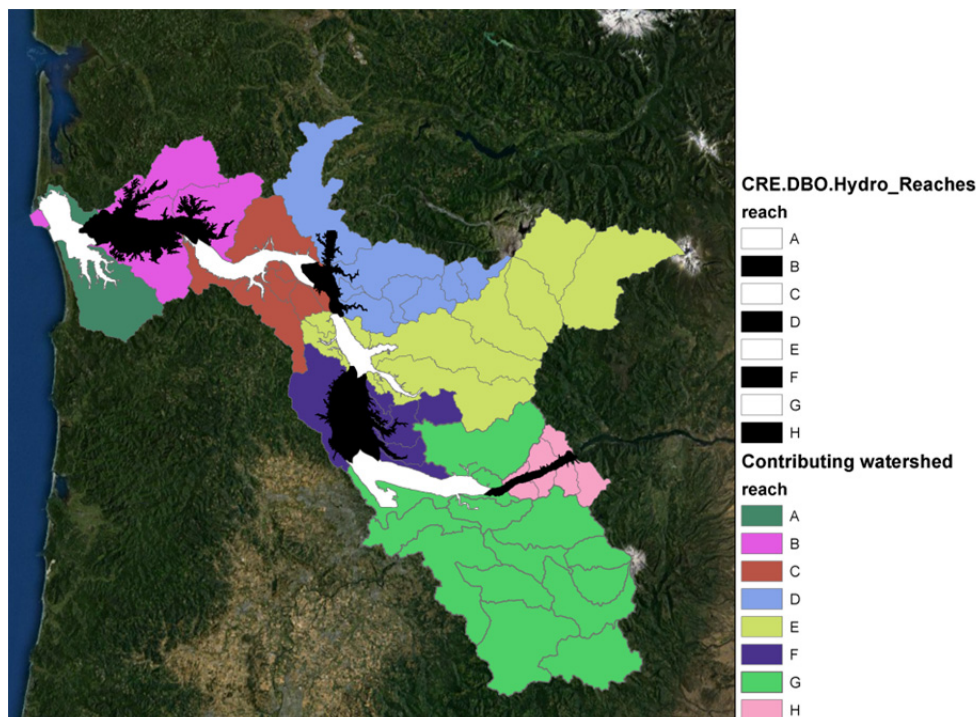 CRE.DBO.Hydro_Reaches
reach
A
B
C
D
E
F
G
H
Contributing watershed
reach
A
B
C
D
E
F
G
H